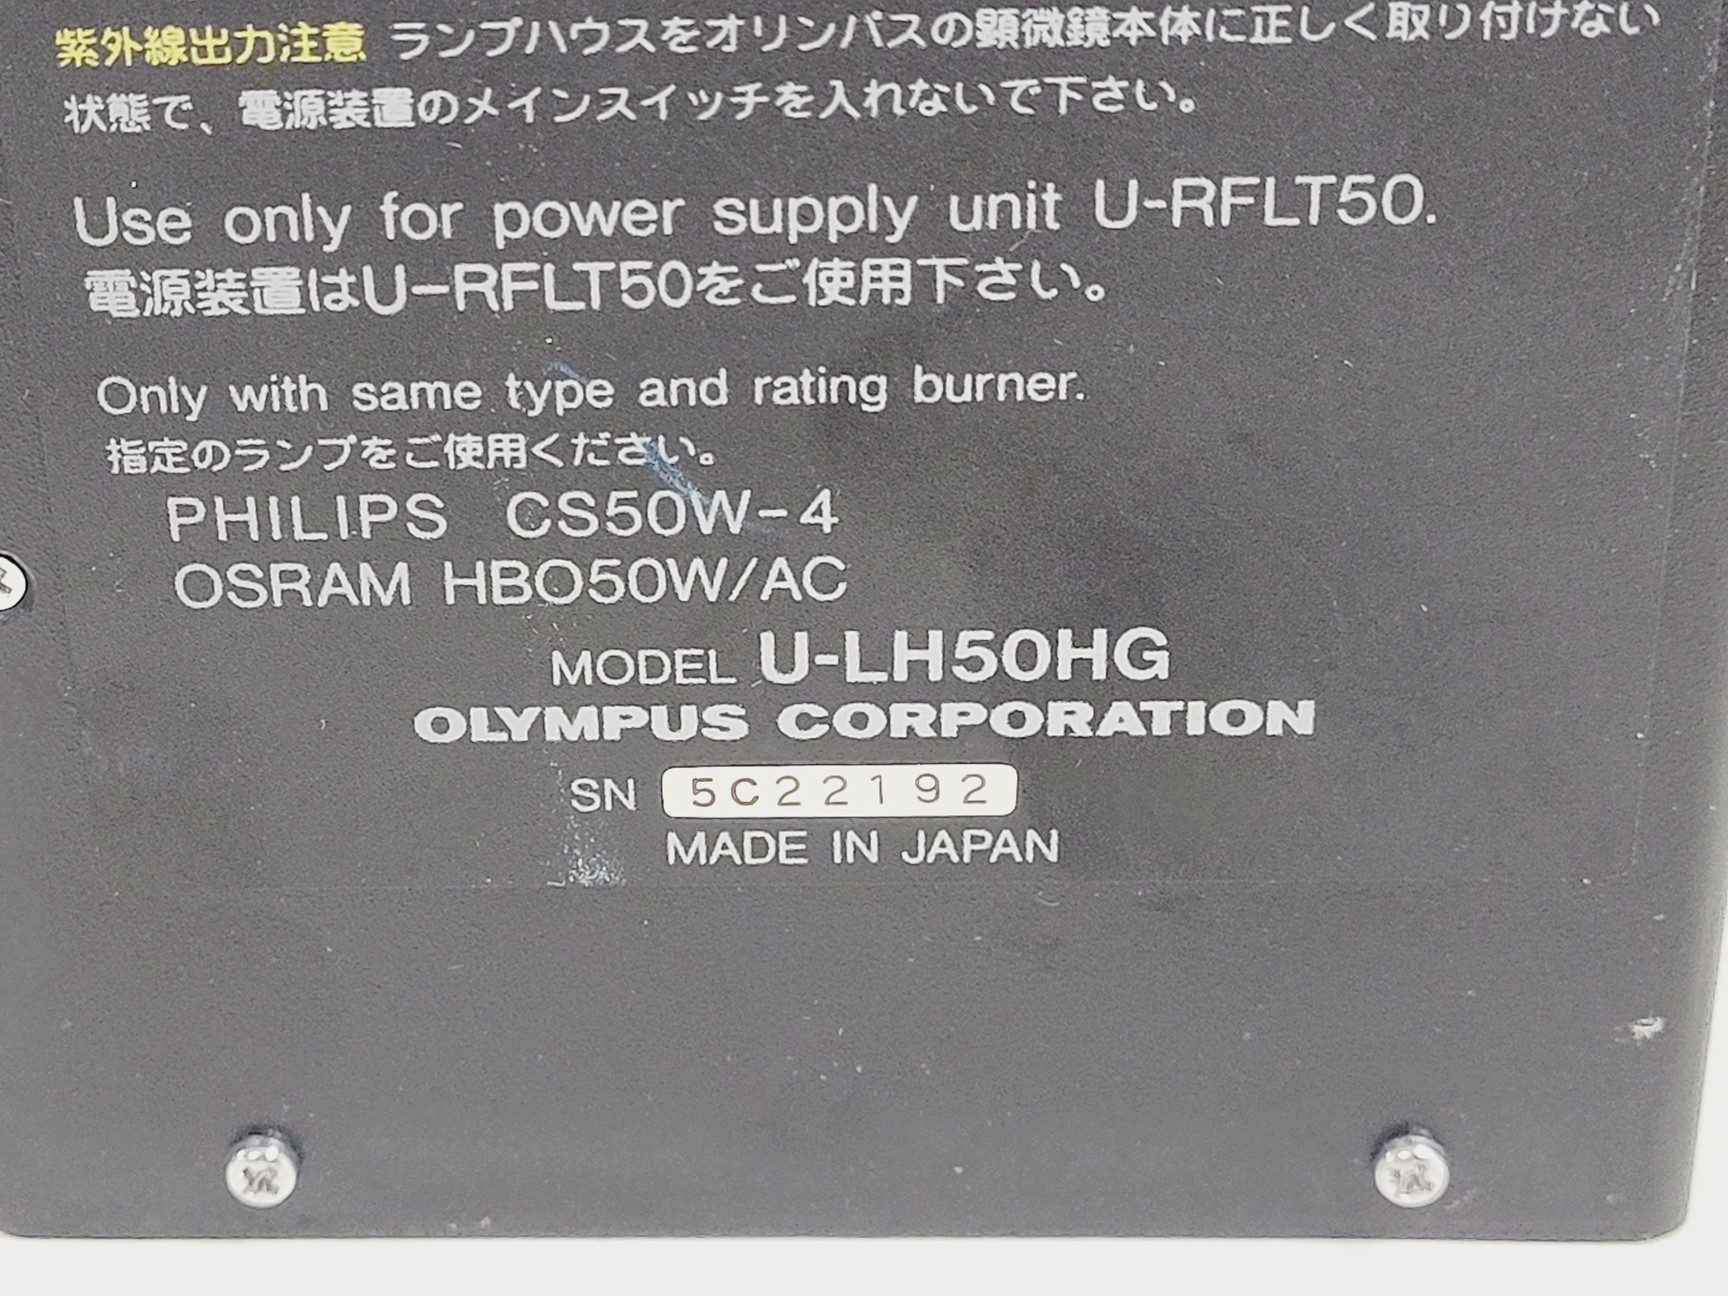 紫外線出力注意 ランプハウスをオリンパスの顕微鏡本体に正しく取り付けない
状態で、電源装置のメインスイッチを入れないで下さい。
Use only for power supply unit U-RFLT50.
電源装置はU-RFLT50をご使用下さい。
Only with same type and rating burner.
指定のランプをご使用ください。
PHILIPS CS50W-4
OSRAM HBO50W/AC
MODEL U-LH50HG
OLYMPUS CORPORATION
SN 5C22192
MADE IN JAPAN